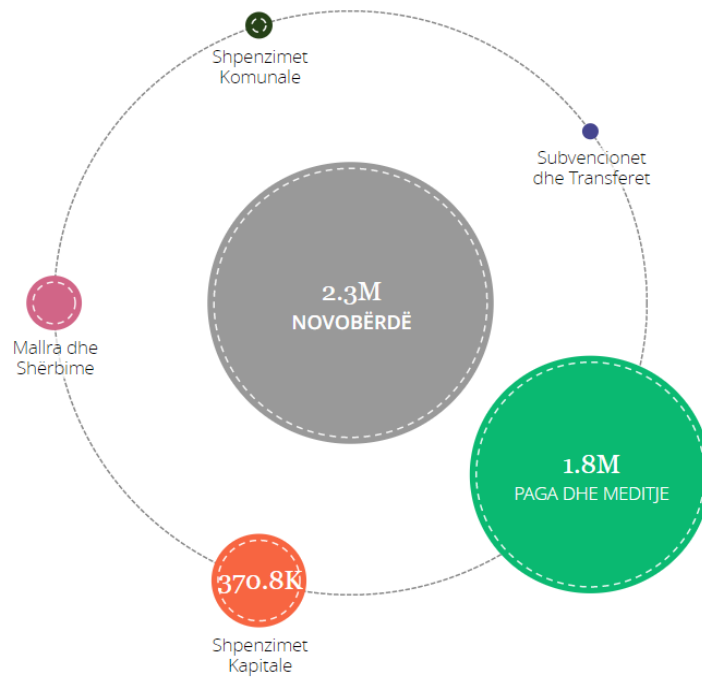 Shpenzimet
Komunale
Subvencionet
dhe Transferet
2.3M
NOVOBËRDË
Mallra dhe
Shërbime
1.8M
PAGA DHE MEDITJE
370.8K
Shpenzimet
Kapitale